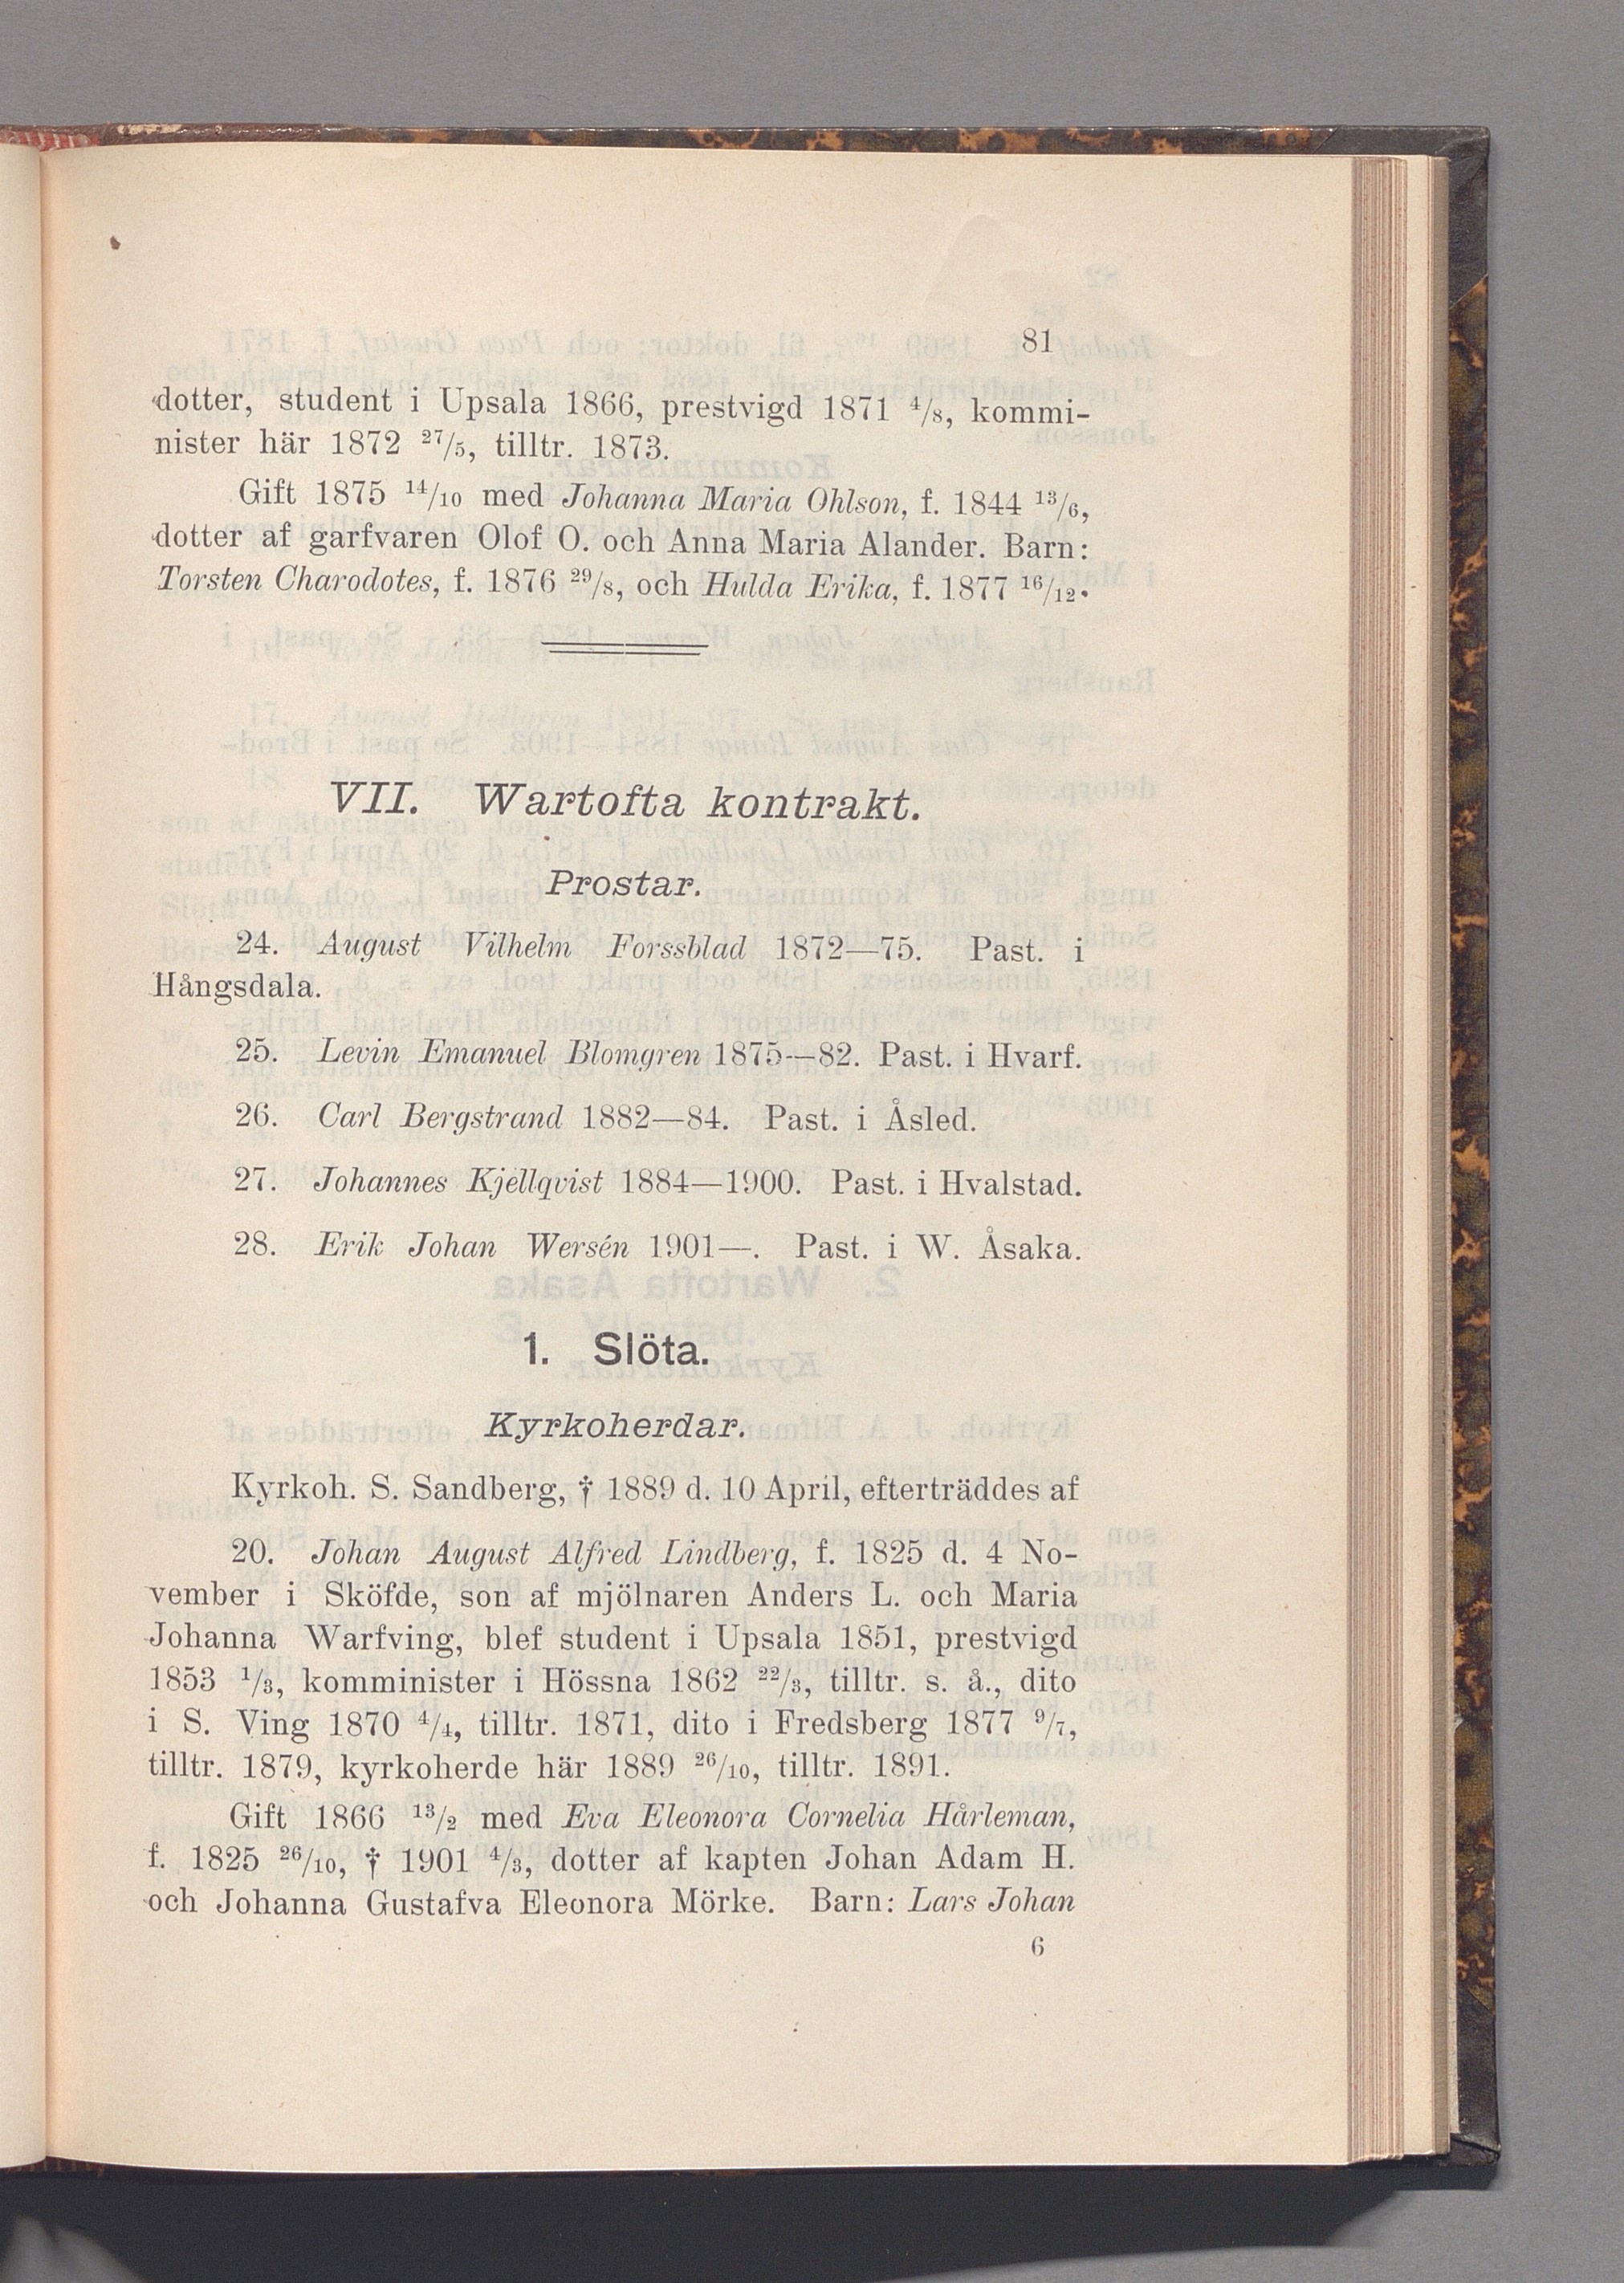 81
dotter, student i Upsala 1866, prestvigd 1871 ⁴/₈, kommi-
nister här 1872 ²⁷/₅, tilltr. 1873.
Gift 1875 ¹⁴/₁₀ med Johanna Maria Ohlson, f. 1844 ¹³/₆,
dotter af garfvaren Olof O. och Anna Maria Alander. Barn:
Torsten Charodotes, f. 1876 ²⁹/₈, och Hulda Erika, f. 1877 ¹⁶/₁₂.
VII. Wartofta kontrakt.
Prostar.
24. August Vilhelm Forssblad 1872—75. Past. i
Hångsdala.
25. Levin Emanuel Blomgren 1875—82. Past. i Hvarf.
26. Carl Bergstrand 1882—84. Past. i Åsled.
27. Johannes Kjellqvist 1884—1900. Past. i Hvalstad.
28. Erik Johan Wersén 1901—. Past. i W. Åsaka.
1. Slöta.
Kyrkoherdar.
Kyrkoh. S. Sandberg, † 1889 d. 10 April, efterträddes af
20. Johan August Alfred Lindberg, f. 1825 d. 4 No-
vember i Sköfde, son af mjölnaren Anders L. och Maria
Johanna Warfving, blef student i Upsala 1851, prestvigd
1853 ¹/₃, komminister i Hössna 1862 ²²/₃, tilltr. s. å., dito
i S. Ving 1870 ⁴/₄, tilltr. 1871, dito i Fredsberg 1877 ⁹/₇,
tilltr. 1879, kyrkoherde här 1889 ²⁶/₁₀, tilltr. 1891.
Gift 1866 ¹³/₂ med Eva Eleonora Cornelia Hårleman,
f. 1825 ²⁶/₁₀, † 1901 ⁴/₃, dotter af kapten Johan Adam H.
och Johanna Gustafva Eleonora Mörke. Barn: Lars Johan
6